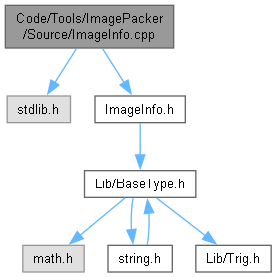 Code/Tools/ImagePacker
/Source/ImageInfo.cpp
stdlib.h
ImageInfo.h
Lib/BaseType.h
math.h
string.h
Lib/Trig.h